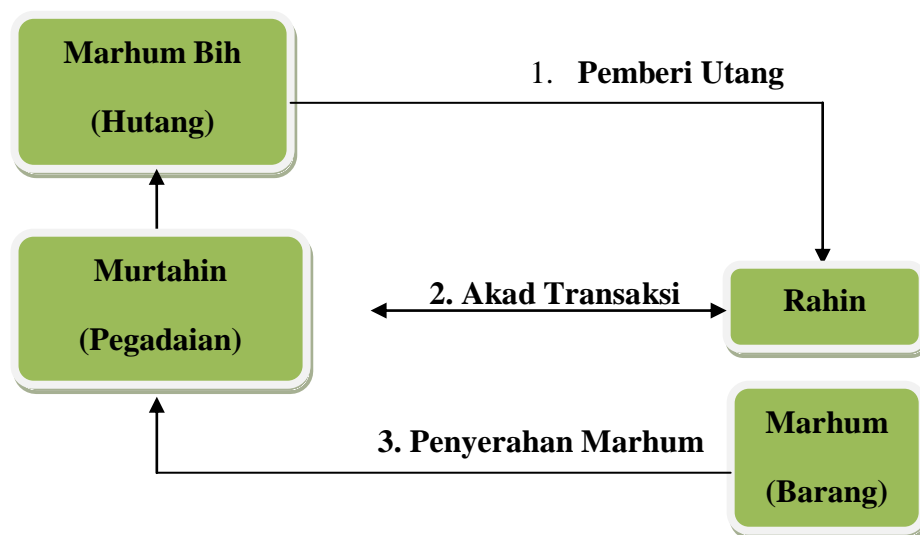 Marhum Bih
(Hutang)
1. Pemberi Utang
Murtahin
(Pegadaian)
2. Akad Transaksi
Rahin
3. Penyerahan Marhum
Marhum
(Barang)